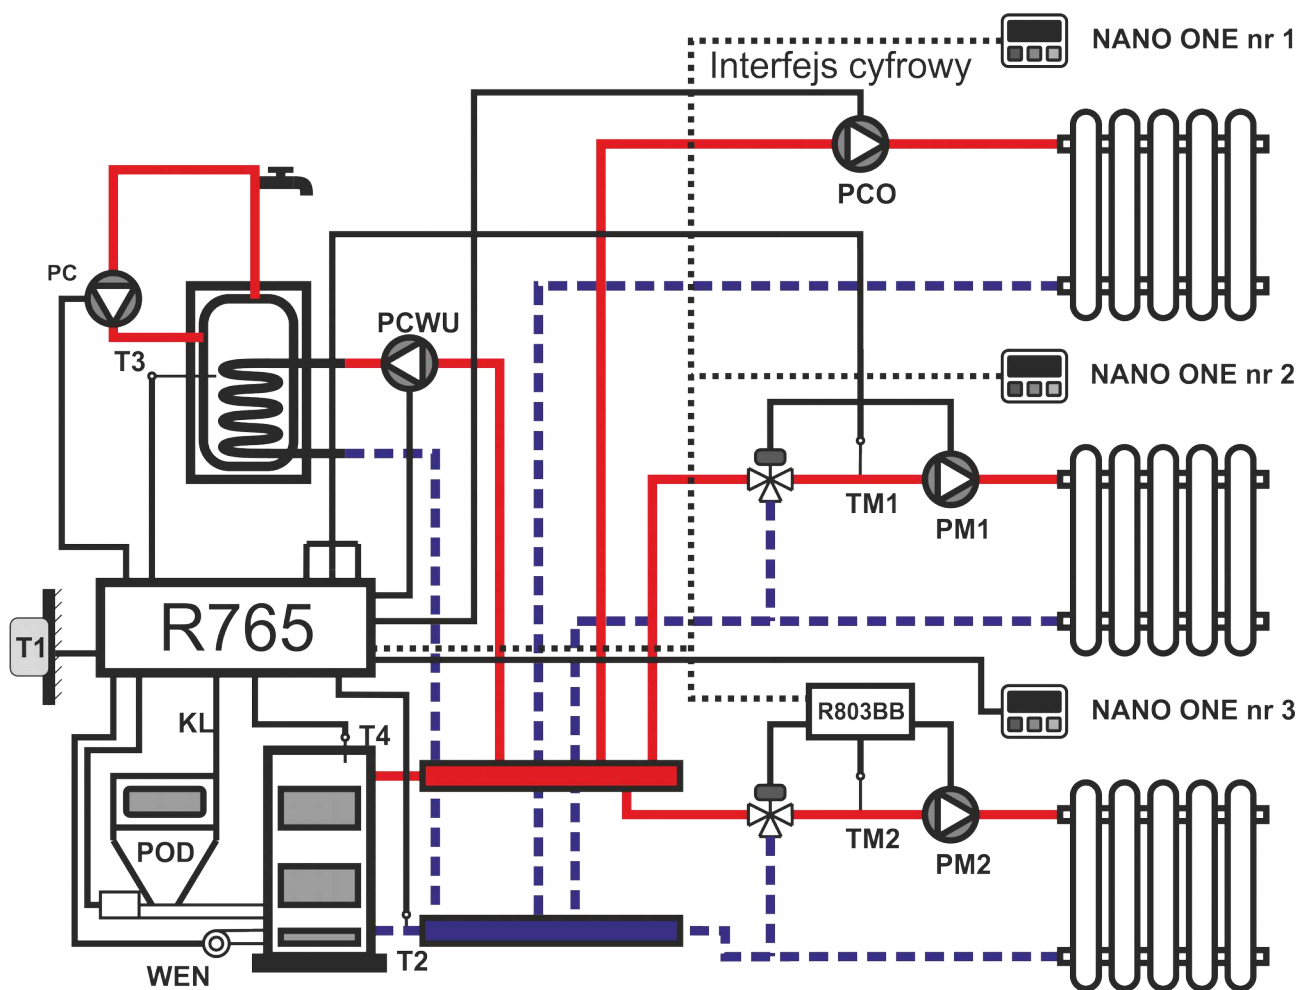 NANO ONE nr 1
Interfejs cyfrowy
PCO
PC
PCWU
T3
NANO ONE nr 2
TM1
PM1
R765
T1
KL
T4
R803BB
NANO ONE nr 3
POD
TM2
PM2
T2
WEN